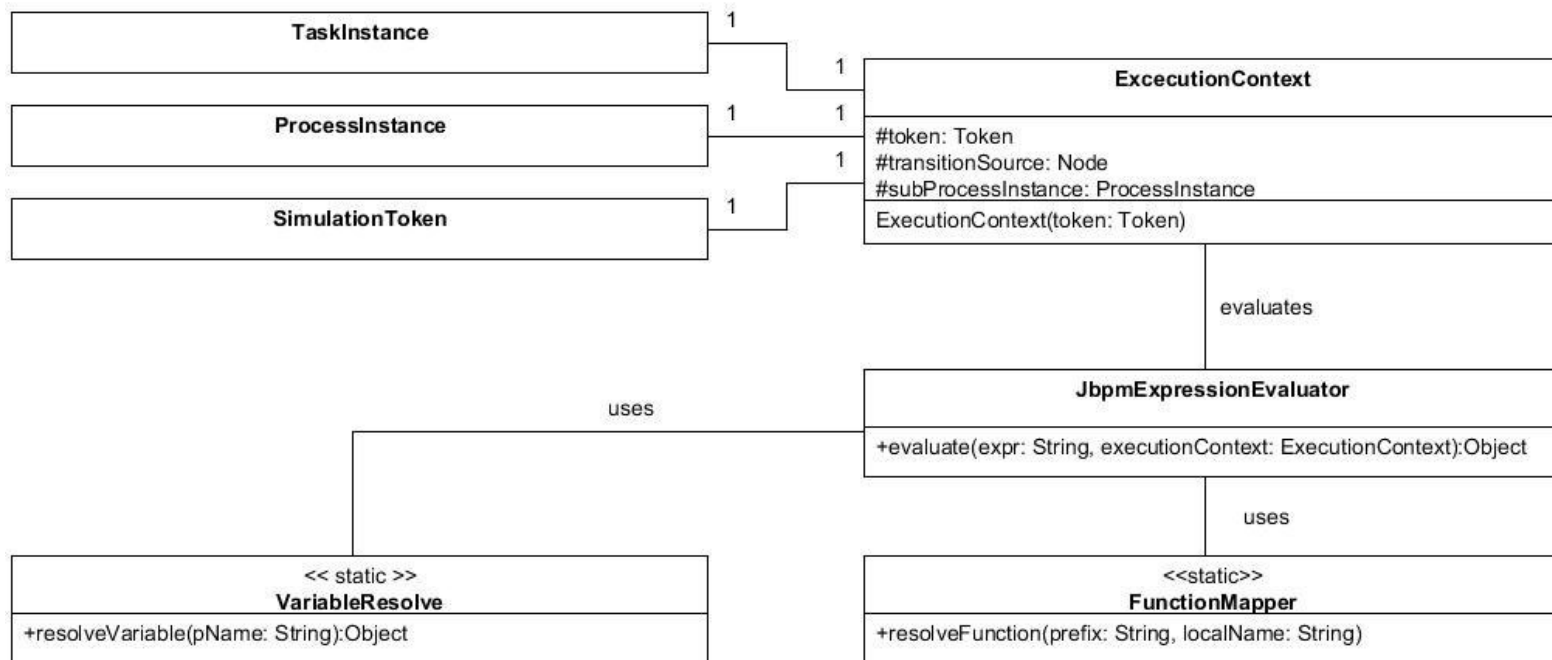 TaskInstance
1
1
ExcecutionContext
ProcessInstance
1
1
#token: Token
#transitionSource: Node
#subProcessInstance: ProcessInstance
1
SimulationToken
1
ExecutionContext(token: Token)
evaluates
JbpmExpressionEvaluator
uses
+evaluate(expr: String, executionContext: ExecutionContext):Object
uses
<< static >>
VariableResolve
+resolveVariable(pName: String):Object
<<static>>
FunctionMapper
+resolveFunction(prefix: String, localName: String)